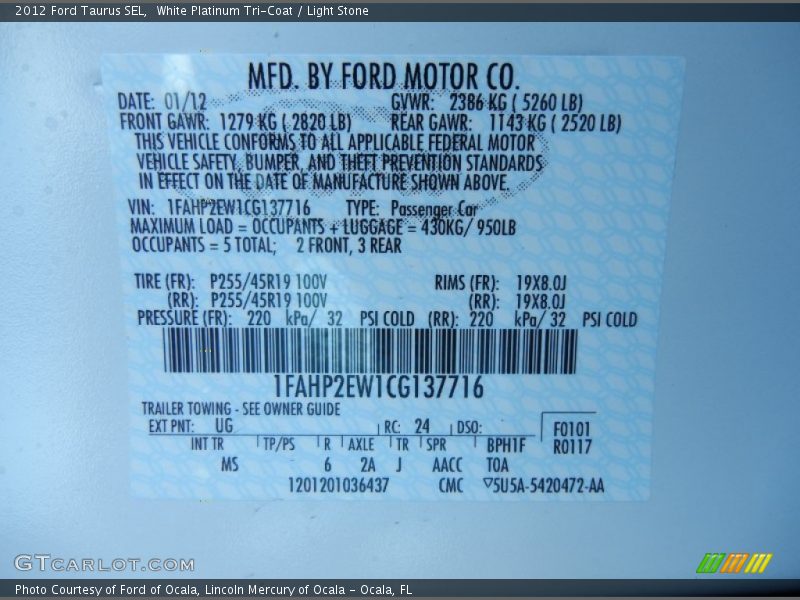 2012 Ford Taurus SEL,  White Platinum Tri-Coat / Light Stone
MFD. BY FORD MOTOR CO.
DATE: 01/12 GVWR: 2386 KG ( 5260 LB)
FRONT GAWR: 1279 KG ( 2820 LB) REAR GAWR: 1143 KG ( 2520 LB)
THIS VEHICLE CONFORMS TO ALL APPLICABLE FEDERAL MOTOR
VEHICLE SAFETY, BUMPER, AND THEFT PREVENTION STANDARDS
IN EFFECT ON THE DATE OF MANUFACTURE SHOWN ABOVE.
VIN: 1FAHP2EW1CG137716 TYPE: Passenger Car
MAXIMUM LOAD = OCCUPANTS + LUGGAGE = 430KG/ 950LB
OCCUPANTS = 5 TOTAL; 2 FRONT, 3 REAR
TIRE (FR): P255/45R19 100V RIMS (FR): 19X8.0J
(RR): P255/45R19 100V (RR): 19X8.0J
PRESSURE (FR): 220 kPa/ 32 PSI COLD (RR): 220 kPa/ 32 PSI COLD
1FAHP2EW1CG137716
TRAILER TOWING - SEE OWNER GUIDE
EXT PNT: UG RC: 24 DSO: F0101
INT TR TP/PS R AXLE TR SPR BPH1F R0117
MS 6 2A J AACC TOA
1201201036437 CMC ▽5U5A-5420472-AA
GTCARLOT.COM
Photo Courtesy of Ford of Ocala, Lincoln Mercury of Ocala - Ocala, FL